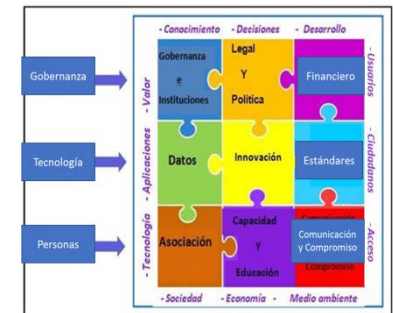 - Conocimiento - Decisiones - Desarrollo
Gobernanza
Gobernanza
e
Instituciones
Legal
Y
Política
Financiero
- Valor
- Usuarios
Tecnología
Datos
Innovación
Estándares
- Aplicaciones
- Ciudadanos
Personas
Asociación
Capacidad
Y
Educación
Comunicación
y Compromiso
Compromiso
- Tecnología
- Acceso
- Sociedad - Economía - Medio ambiente